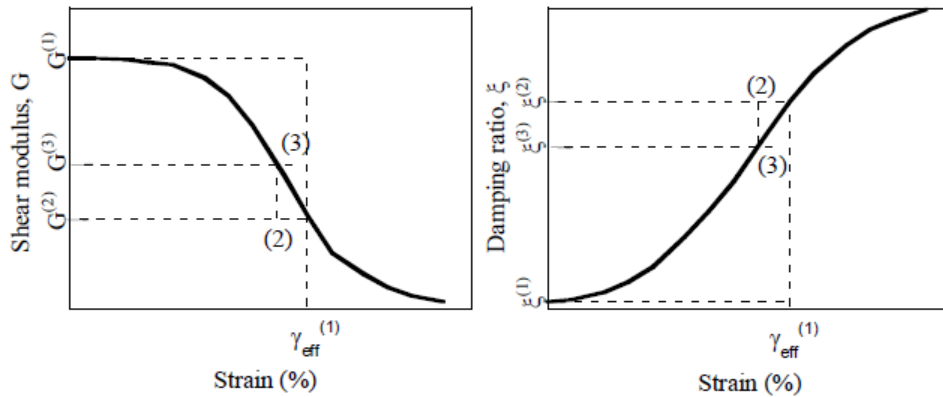 Shear modulus, G
G(1)
G(3)
G(2)
(3)
(2)
γeff(1)
Strain (%)
Damping ratio, ξ
ξ(2)
ξ(3)
ξ(1)
(2)
(3)
γeff(1)
Strain (%)